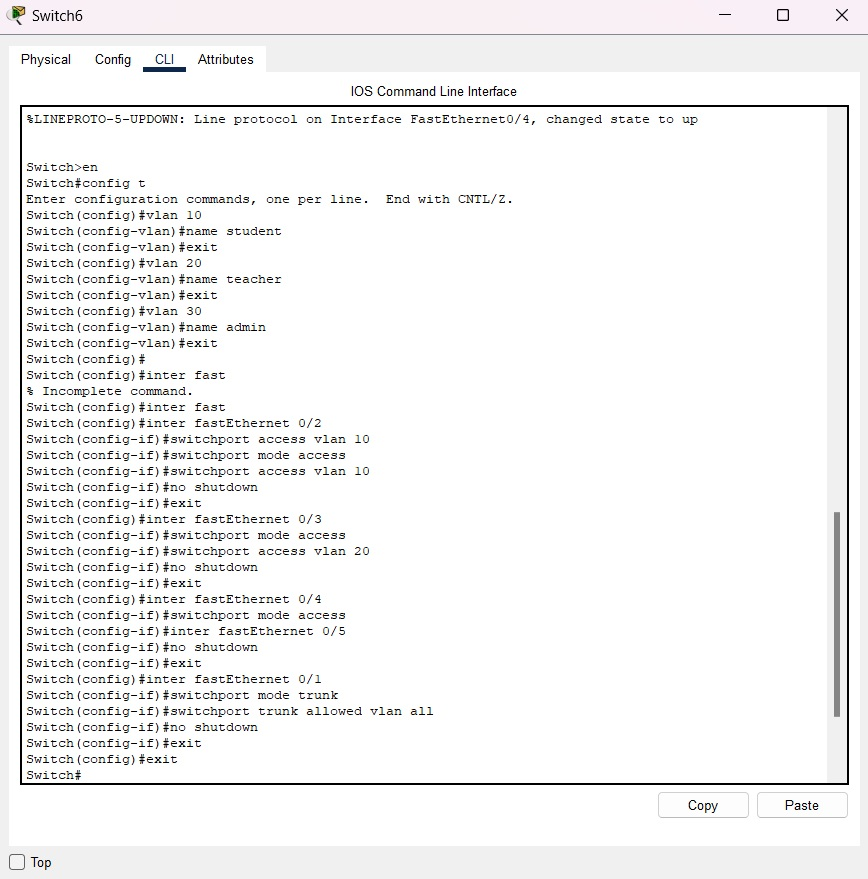 Switch6
Physical Config CLI Attributes
IOS Command Line Interface
%LINEPROTO-5-UPDOWN: Line protocol on Interface FastEthernet0/4, changed state to up
Switch>en
Switch#config t
Enter configuration commands, one per line.  End with CNTL/Z.
Switch(config)#vlan 10
Switch(config-vlan)#name student
Switch(config-vlan)#exit
Switch(config)#vlan 20
Switch(config-vlan)#name teacher
Switch(config-vlan)#exit
Switch(config)#vlan 30
Switch(config-vlan)#name admin
Switch(config-vlan)#exit
Switch(config)#
Switch(config)#inter fast
% Incomplete command.
Switch(config)#inter fast
Switch(config)#inter fastEthernet 0/2
Switch(config-if)#switchport access vlan 10
Switch(config-if)#switchport mode access
Switch(config-if)#switchport access vlan 10
Switch(config-if)#no shutdown
Switch(config-if)#exit
Switch(config)#inter fastEthernet 0/3
Switch(config-if)#switchport mode access
Switch(config-if)#switchport access vlan 20
Switch(config-if)#no shutdown
Switch(config-if)#exit
Switch(config)#inter fastEthernet 0/4
Switch(config-if)#switchport mode access
Switch(config-if)#inter fastEthernet 0/5
Switch(config-if)#no shutdown
Switch(config-if)#exit
Switch(config)#inter fastEthernet 0/1
Switch(config-if)#switchport mode trunk
Switch(config-if)#switchport trunk allowed vlan all
Switch(config-if)#no shutdown
Switch(config-if)#exit
Switch(config)#exit
Switch#
Copy Paste
Top